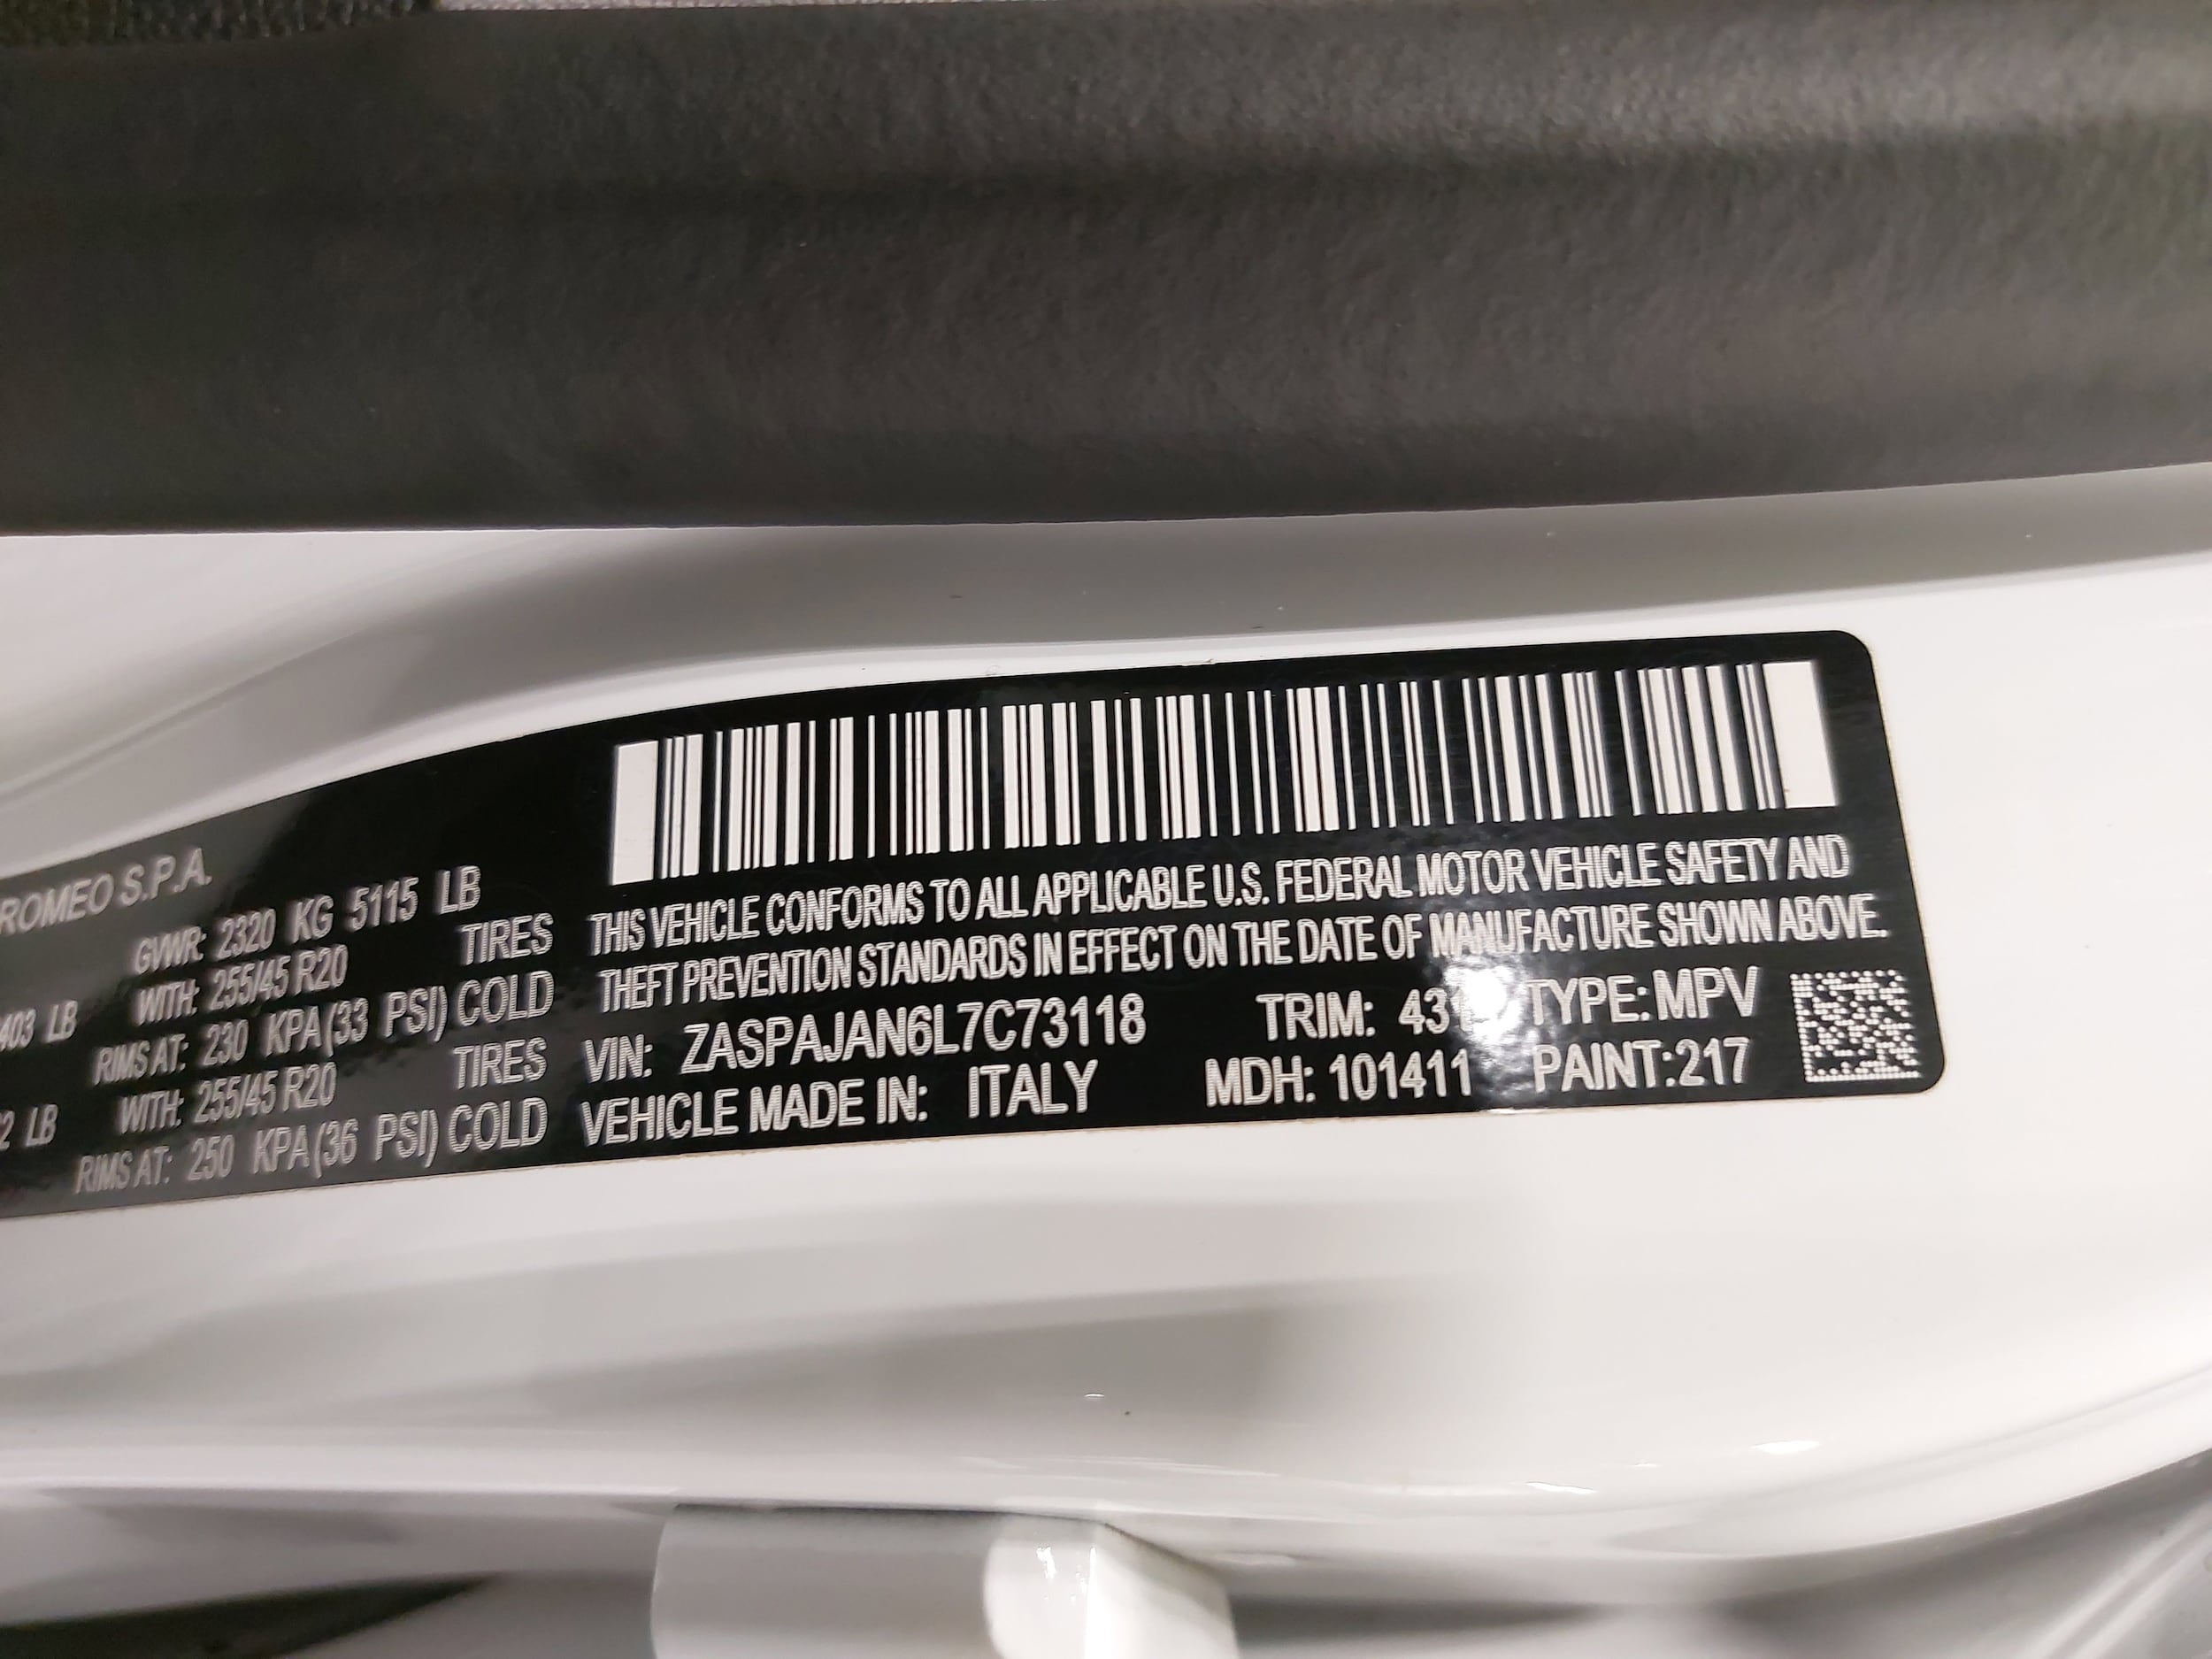 ROMEO S.P.A.
GVWR: 2320 KG 5115 LB
403 LB WITH: 255/45 R20 TIRES
RIMS AT: 230 KPA(33 PSI) COLD
2 LB WITH: 255/45 R20 TIRES
RIMS AT: 250 KPA(36 PSI) COLD
THIS VEHICLE CONFORMS TO ALL APPLICABLE U.S. FEDERAL MOTOR VEHICLE SAFETY AND
THEFT PREVENTION STANDARDS IN EFFECT ON THE DATE OF MANUFACTURE SHOWN ABOVE.
VIN: ZASPAJAN6L7C73118 TRIM: TYPE: MPV
VEHICLE MADE IN: ITALY MDH: 101411 PAINT:217